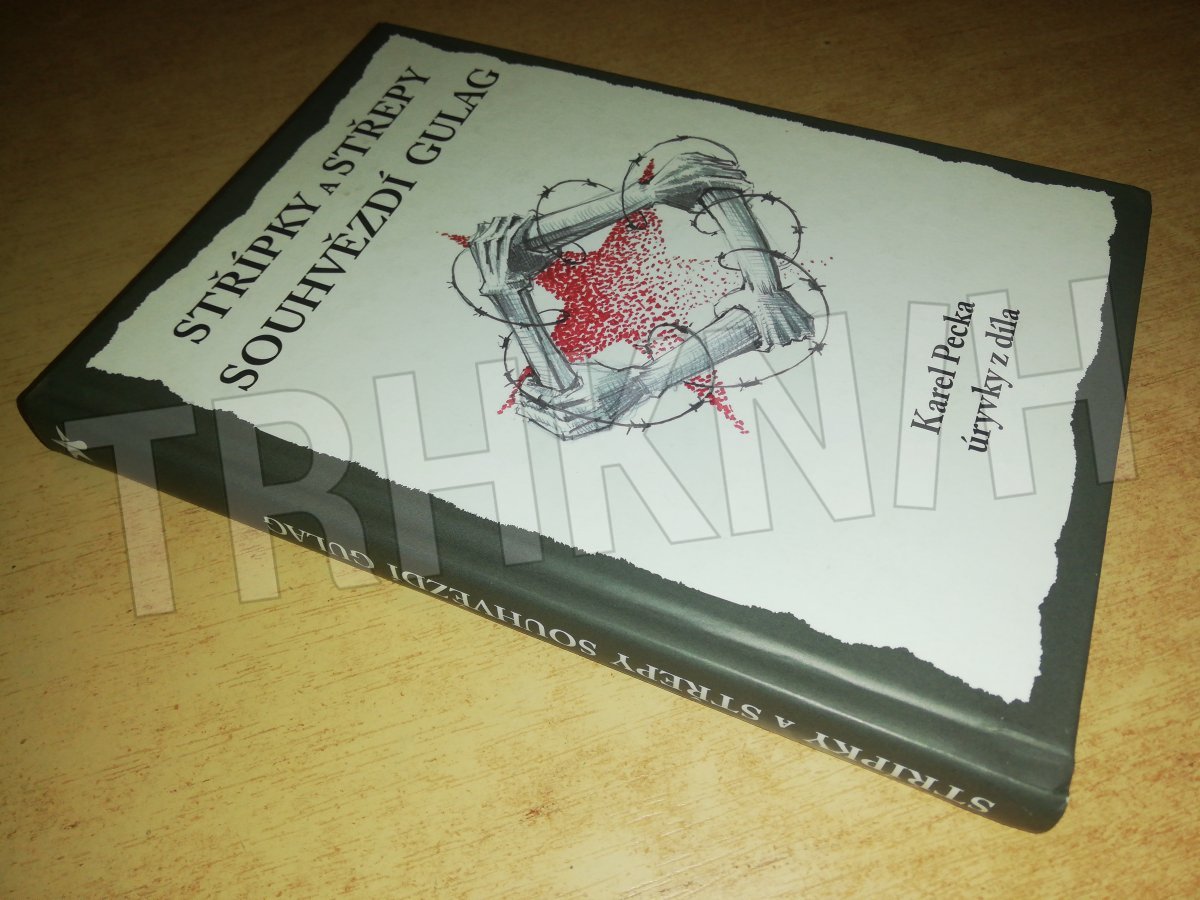 STŘÍPKY A STŘEPY
SOUHVĚZDÍ GULAG
Karel Pecka
úryvky z díla
STŘÍPKY A STŘEPY SOUHVĚZDÍ GULAG
TRHKNIH